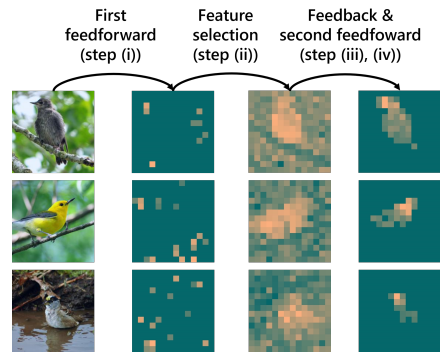 First
feedforward
(step (i))
Feature
selection
(step (ii))
Feedback &
second feedfoward
(step (iii), (iv))